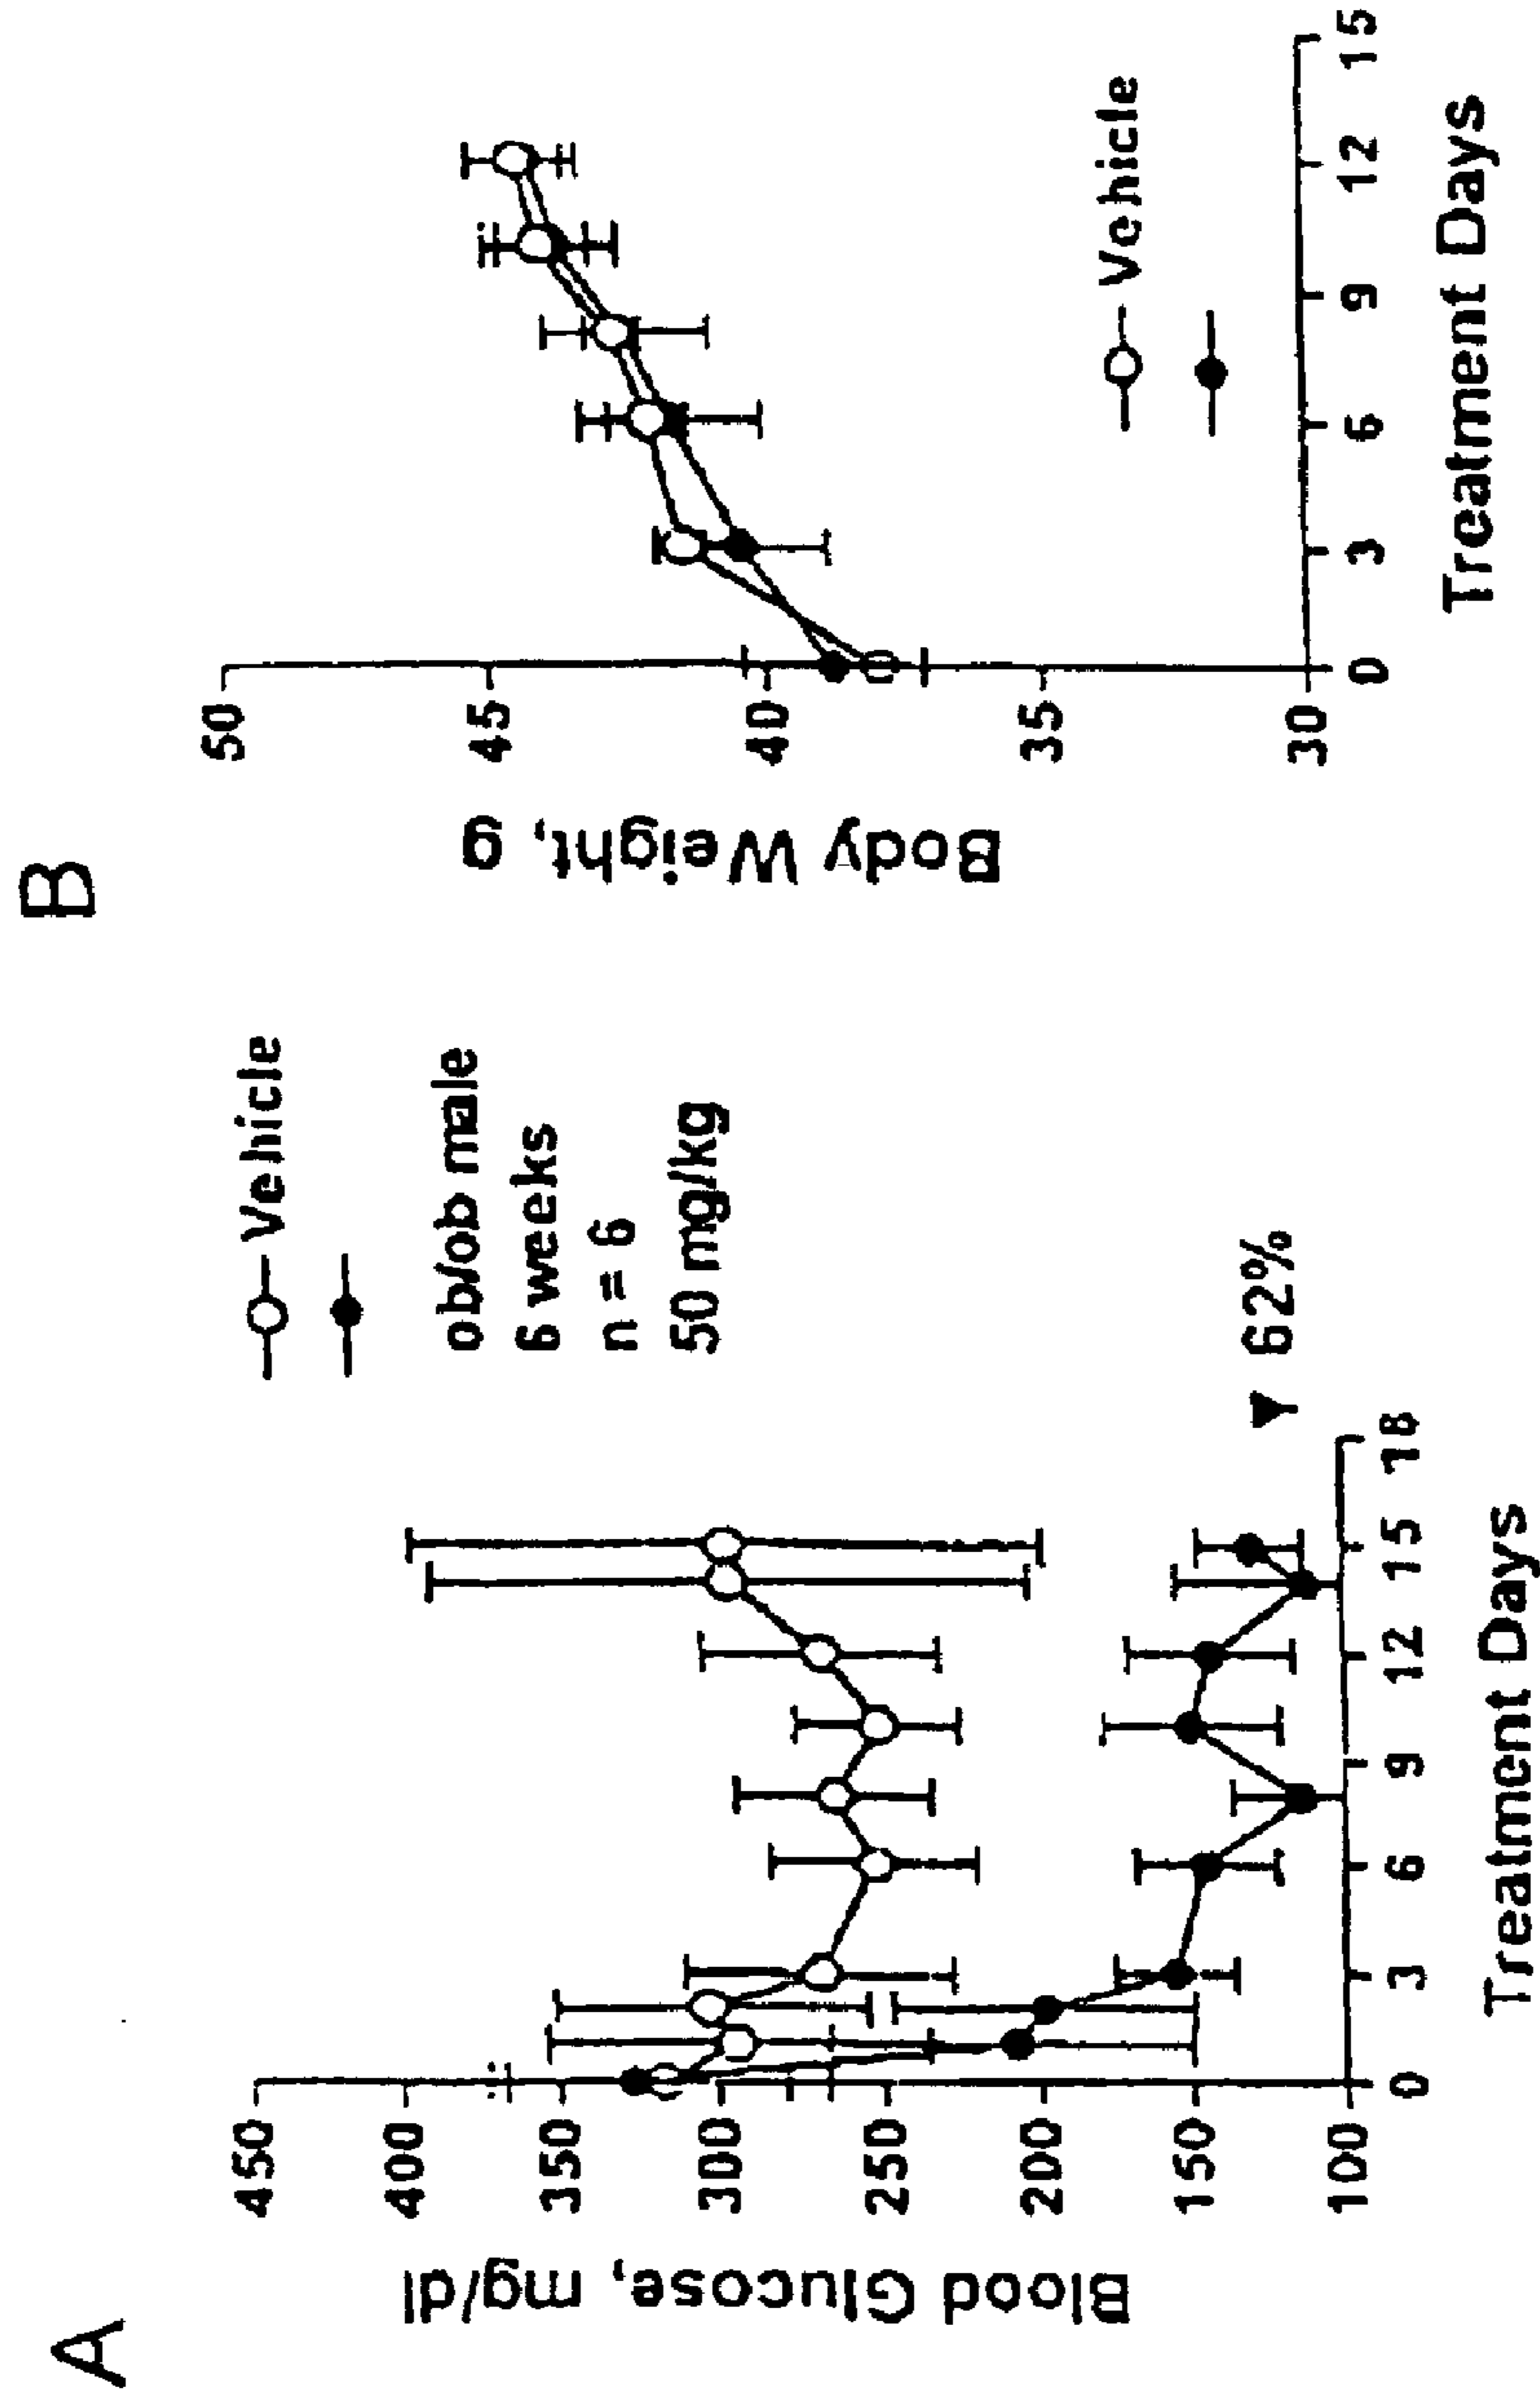 A
Blood Glucose, mg/dl
450
400
350
300
250
200
150
100
0
3
6
9
12
15
18
Treatment Days
Vehicle
ob/ob male
6 weeks
n = 6
50 mg/kg
▼ 62%
B
Body Weight, g
50
45
40
35
30
0
3
6
9
12
15
Treatment Days
Vehicle